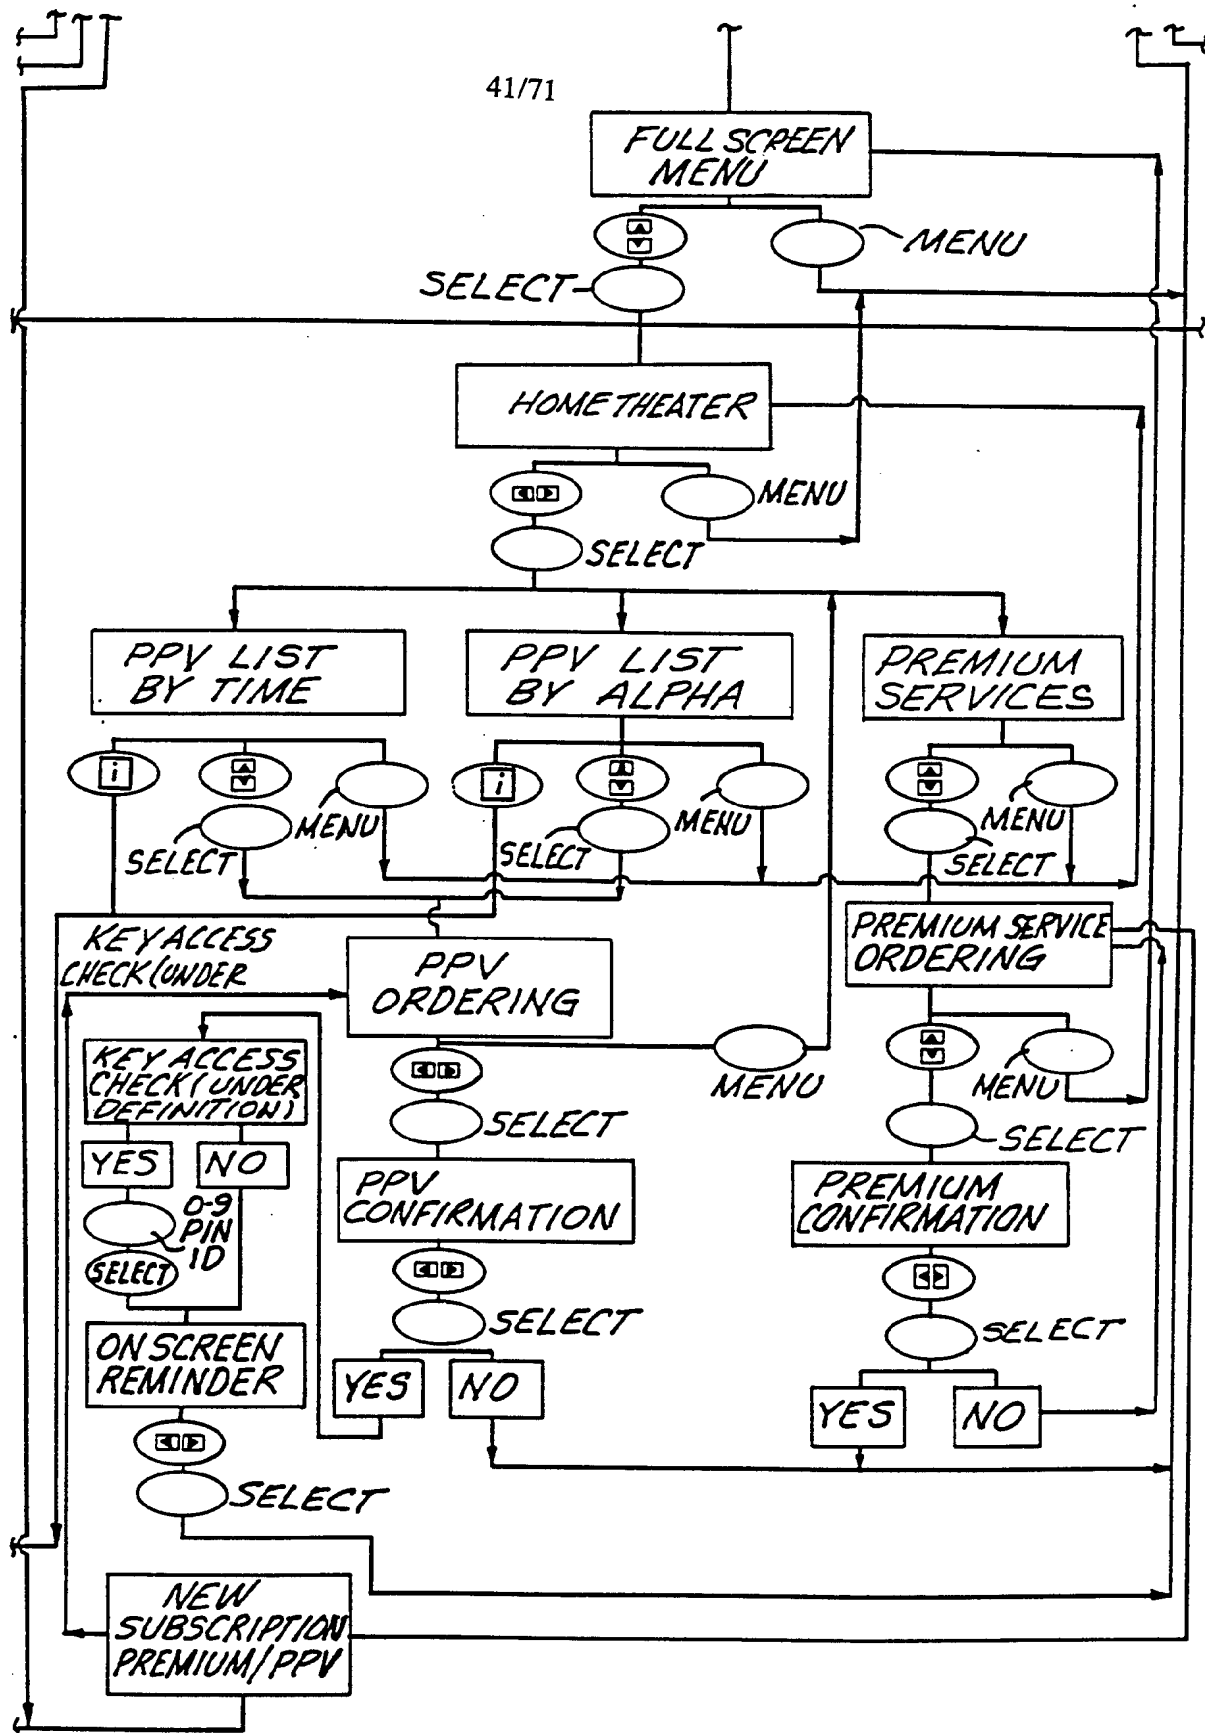 41/71
FULL SCREEN
MENU
MENU
SELECT
HOME THEATER
MENU
SELECT
PPV LIST
BY TIME
PPV LIST
BY ALPHA
PREMIUM
SERVICES
i
i
MENU
SELECT
MENU
SELECT
MENU
SELECT
KEY ACCESS
CHECK (UNDER
PPV
ORDERING
PREMIUM SERVICE
ORDERING
KEY ACCESS
CHECK (UNDER
DEFINITION)
MENU
MENU
SELECT
SELECT
YES
NO
PPV
CONFIRMATION
PREMIUM
CONFIRMATION
0-9
PIN
ID
SELECT
SELECT
SELECT
ON SCREEN
REMINDER
YES
NO
YES
NO
SELECT
NEW
SUBSCRIPTION
PREMIUM/PPV